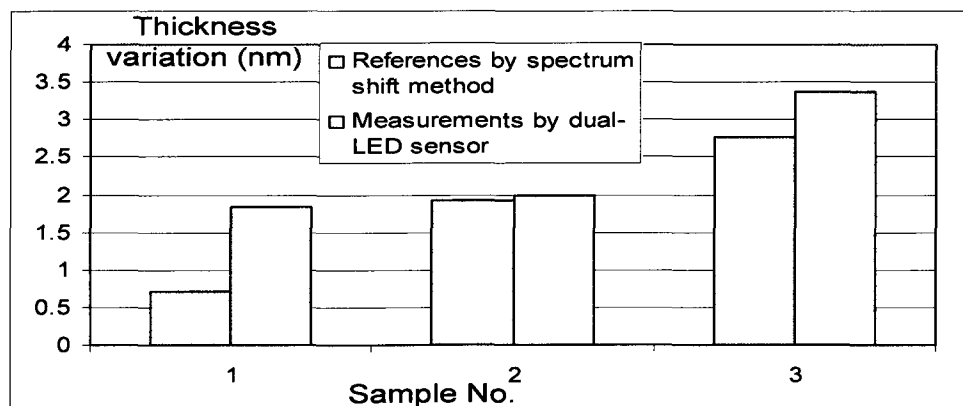 Thickness
variation (nm)
4
3.5
3
2.5
2
1.5
1
0.5
0
References by spectrum
shift method
Measurements by dual-
LED sensor
1
2
3
Sample No.